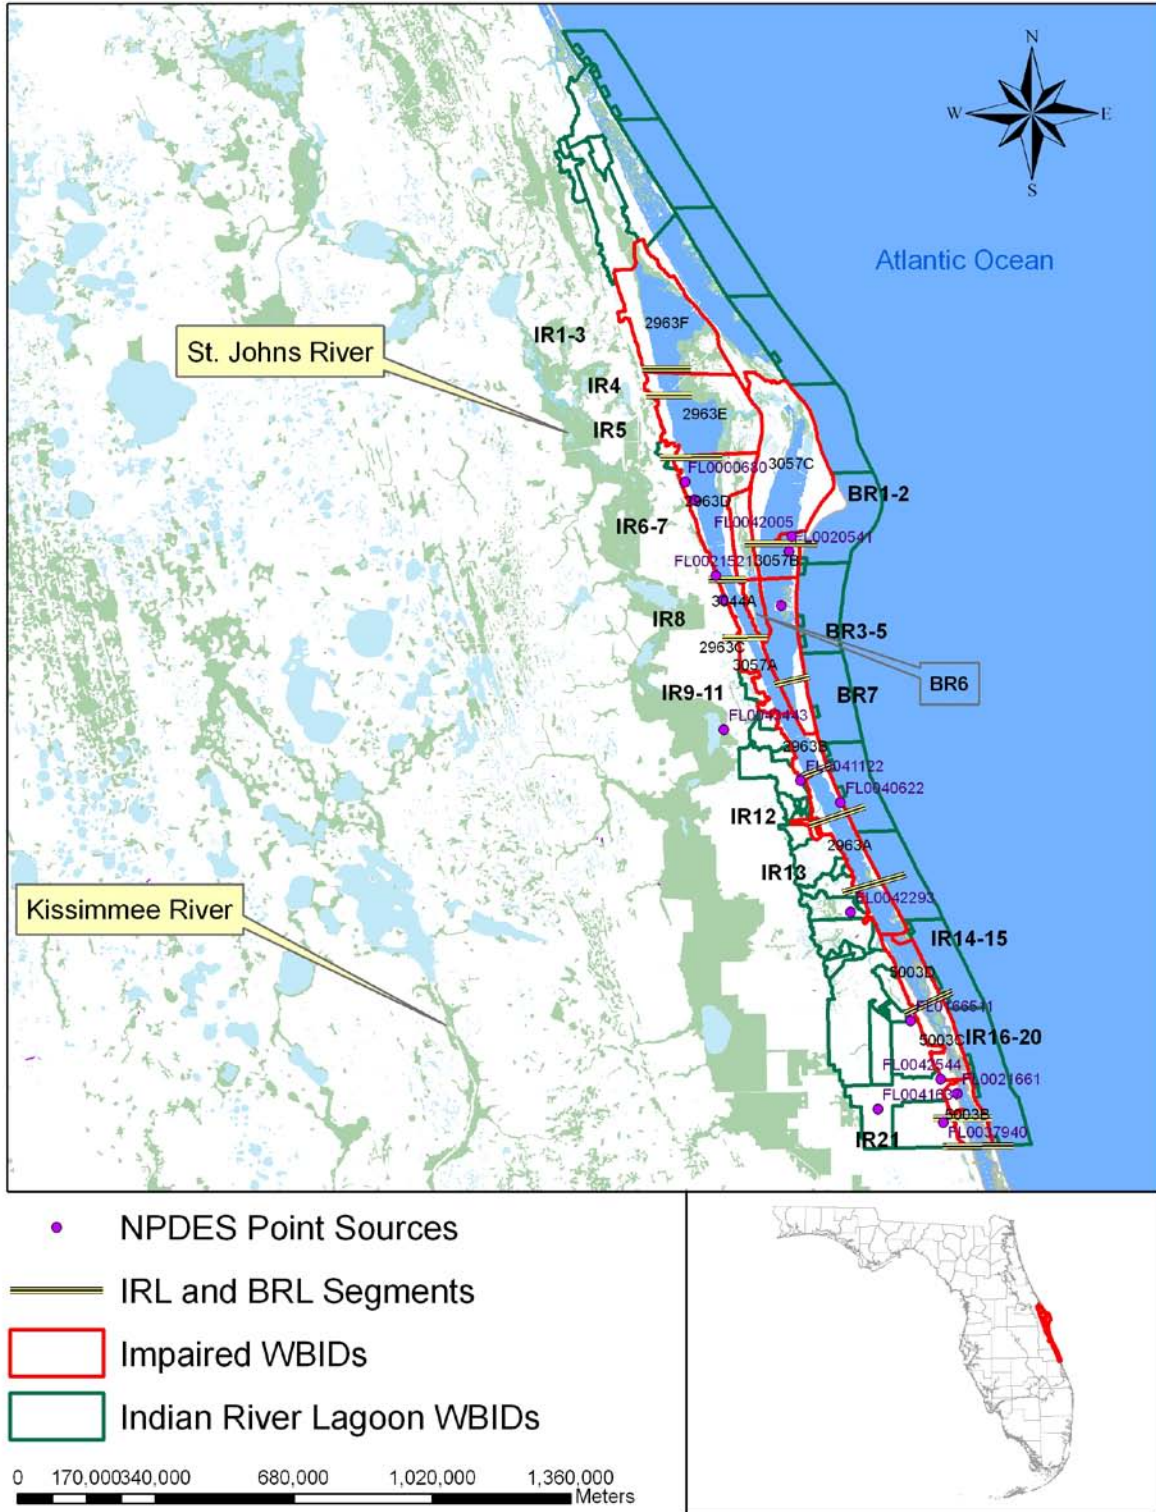 N
W
E
S
Atlantic Ocean
2963F
IR1-3
St. Johns River
IR4
2963E
IR5
3057C
FL0000680
BR1-2
2963D
IR6-7
FL0042005
FL0020541
FL0021521
3057B
3044A
IR8
BR3-5
2963C
3057A
BR6
IR9-11
BR7
FL0043443
2963B
FL0041122
FL0040622
IR12
2963A
IR13
FL0042293
Kissimmee River
IR14-15
5003D
FL0166511
5003C
IR16-20
FL0042544
FL0021661
5003B
IR21
FL0037940
NPDES Point Sources
IRL and BRL Segments
Impaired WBIDs
Indian River Lagoon WBIDs
0 170,000 340,000 680,000 1,020,000 1,360,000
Meters